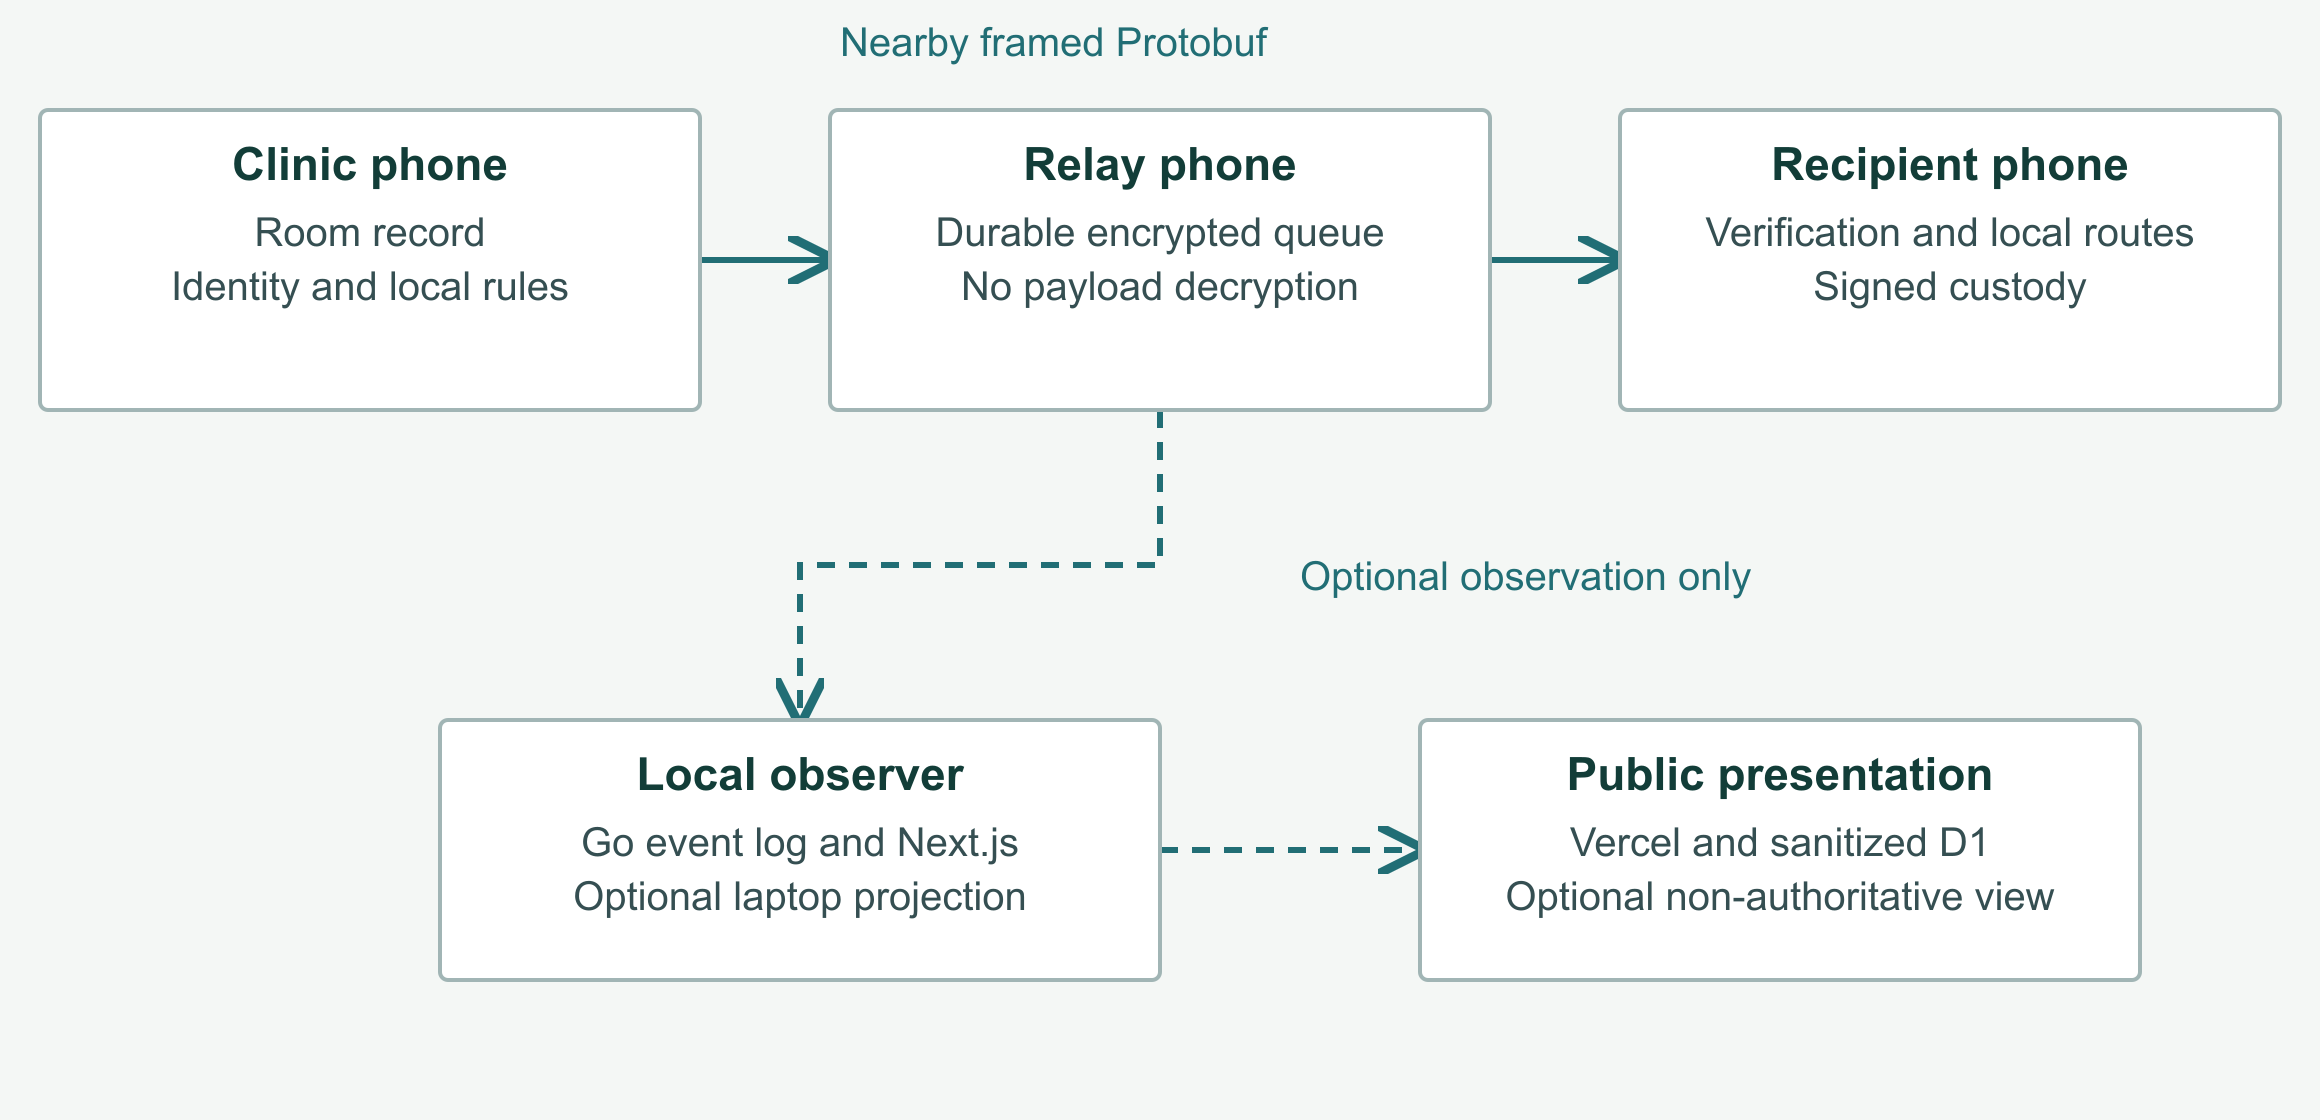 Nearby framed Protobuf
Clinic phone
Room record
Identity and local rules
Relay phone
Durable encrypted queue
No payload decryption
Recipient phone
Verification and local routes
Signed custody
Optional observation only
Local observer
Go event log and Next.js
Optional laptop projection
Public presentation
Vercel and sanitized D1
Optional non-authoritative view